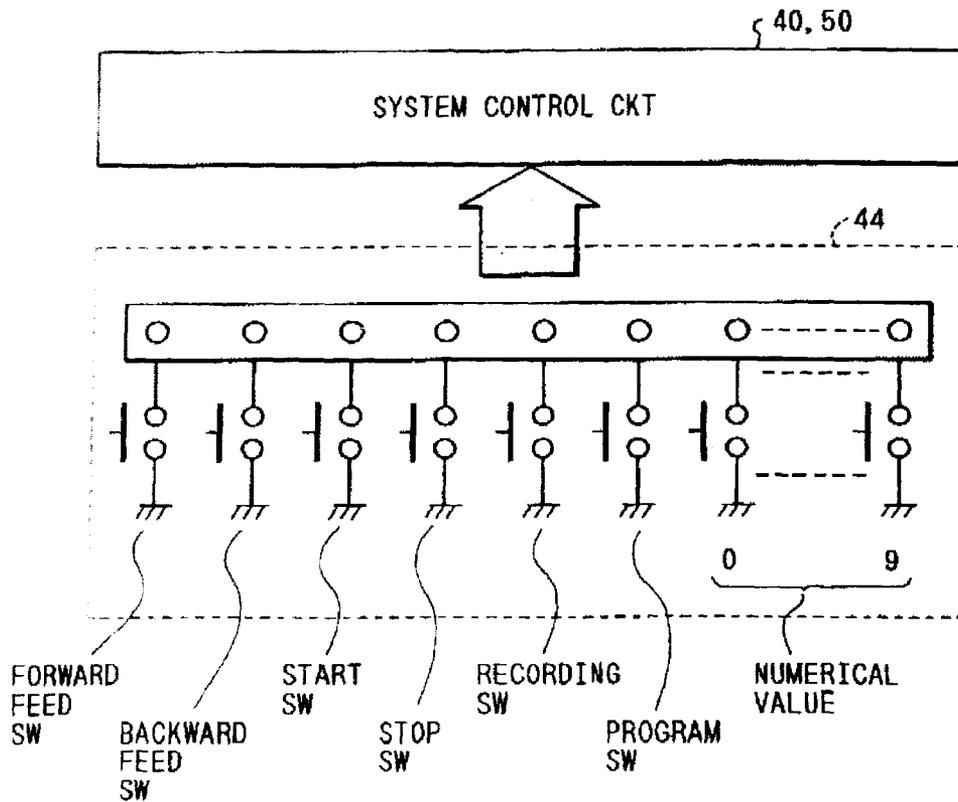 40, 50
SYSTEM CONTROL CKT
44
0 9
FORWARD
FEED
SW
BACKWARD
FEED
SW
START
SW
STOP
SW
RECORDING
SW
PROGRAM
SW
NUMERICAL
VALUE